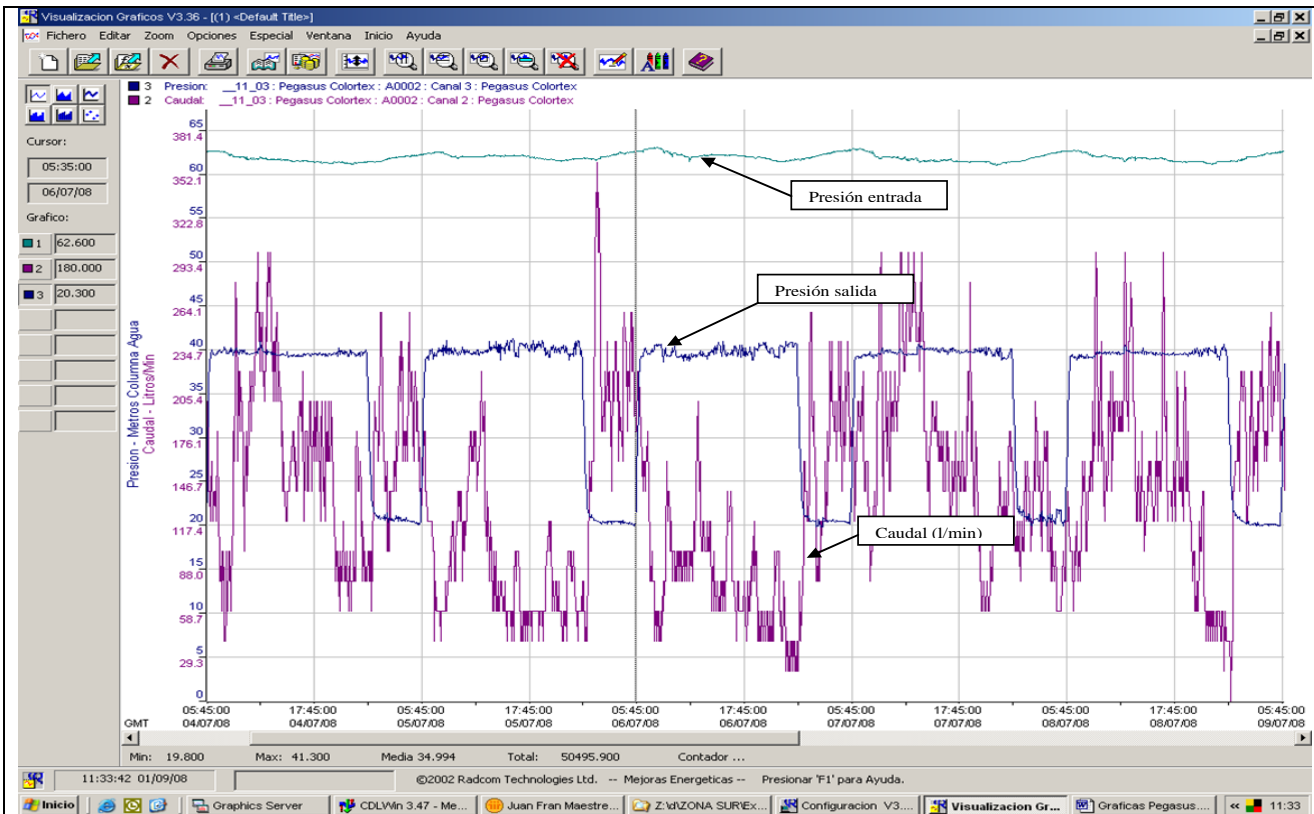 Visualizacion Graficos V3.36 - [(1) <Default Title>]
Fichero Editar Zoom Opciones Especial Ventana Inicio Ayuda
3 Presion: __11_03 : Pegasus Colortex : A0002 : Canal 3 : Pegasus Colortex
2 Caudal: __11_03 : Pegasus Colortex : A0002 : Canal 2 : Pegasus Colortex
Cursor:
05:35:00
06/07/08
Grafico:
1 62.600
2 180.000
3 20.300
Presion - Metros Columna Agua
Caudal - Litros/Min
65
381.4
60
352.1
55
322.8
50
293.4
45
264.1
40
234.7
35
205.4
30
176.1
25
146.7
20
117.4
15
88.0
10
58.7
5
29.3
0
Presión entrada
Presión salida
Caudal (l/min)
05:45:00 17:45:00 05:45:00 17:45:00 05:45:00 17:45:00 05:45:00 17:45:00 05:45:00 17:45:00 05:45:00
GMT 04/07/08 04/07/08 05/07/08 05/07/08 06/07/08 06/07/08 07/07/08 07/07/08 08/07/08 08/07/08 09/07/08
Min: 19.800 Max: 41.300 Media 34.994 Total: 50495.900 Contador ...
11:33:42 01/09/08 ©2002 Radcom Technologies Ltd. -- Mejoras Energeticas -- Presionar 'F1' para Ayuda.
Inicio Graphics Server CDLWin 3.47 - Me... Juan Fran Maestre... Z:\d\ZONA SUR\Ex... Configuracion V3.... Visualizacion Gr... Graficas Pegasus.... « 11:33